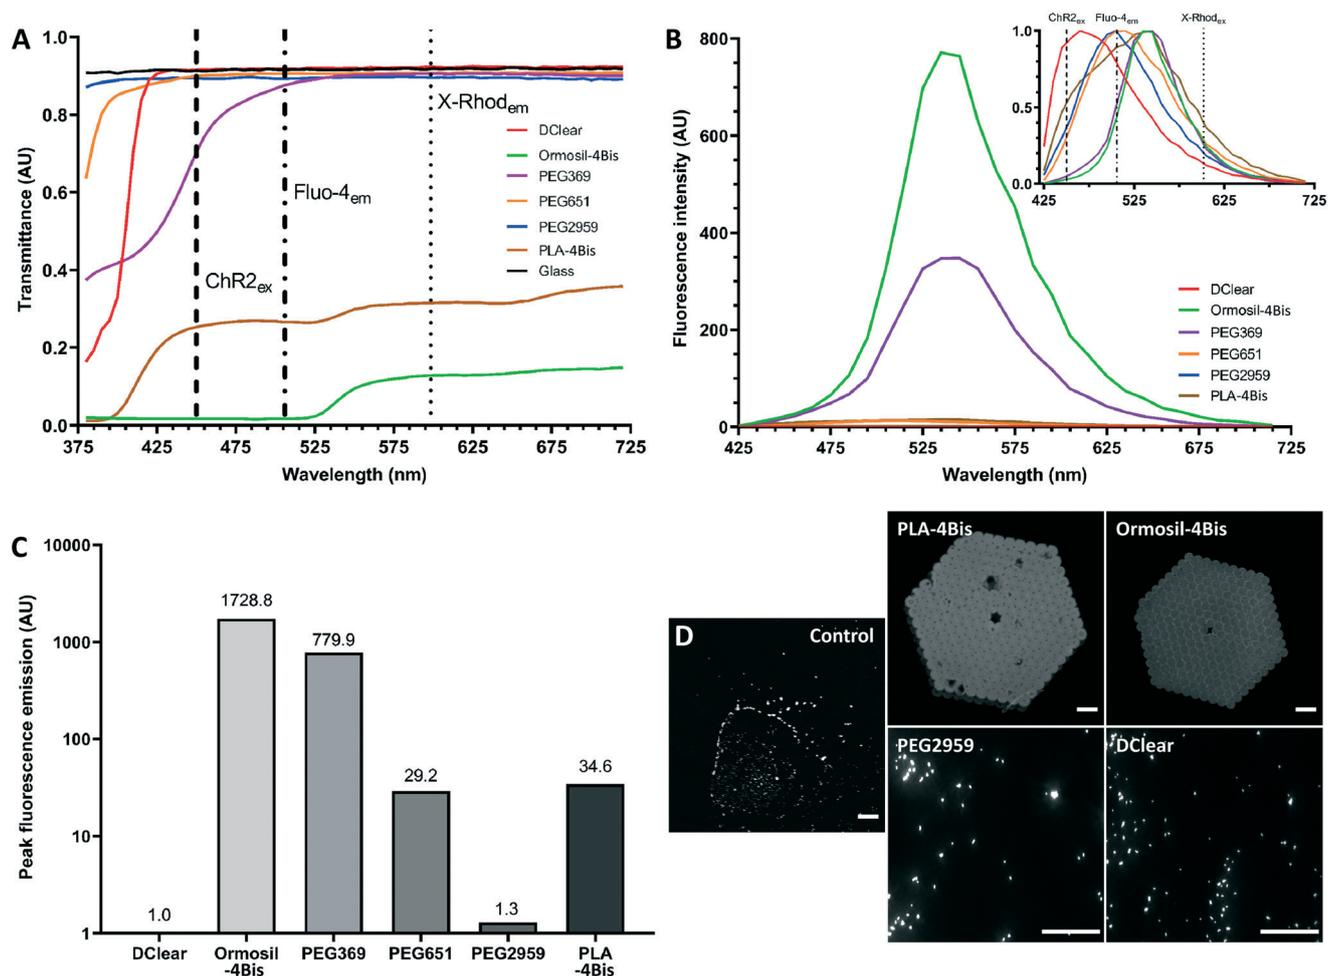 A
1.0
0.8
0.6
0.4
0.2
0.0
Transmittance (AU)
375 425 475 525 575 625 675 725
Wavelength (nm)
ChR2ex
Fluo-4em
X-Rhodem
DClear
Ormosil-4Bis
PEG369
PEG651
PEG2959
PLA-4Bis
Glass
B
800
600
400
200
0
Fluorescence intensity (AU)
425 475 525 575 625 675 725
Wavelength (nm)
ChR2ex Fluo-4em X-Rhodex
1.0
0.5
0.0
425 525 625 725
DClear
Ormosil-4Bis
PEG369
PEG651
PEG2959
PLA-4Bis
C
10000
1000
100
10
1
Peak fluorescence emission (AU)
1.0
1728.8
779.9
29.2
1.3
34.6
DClear Ormosil PEG369 PEG651 PEG2959 PLA
-4Bis -4Bis
D
Control
PLA-4Bis
Ormosil-4Bis
PEG2959
DClear